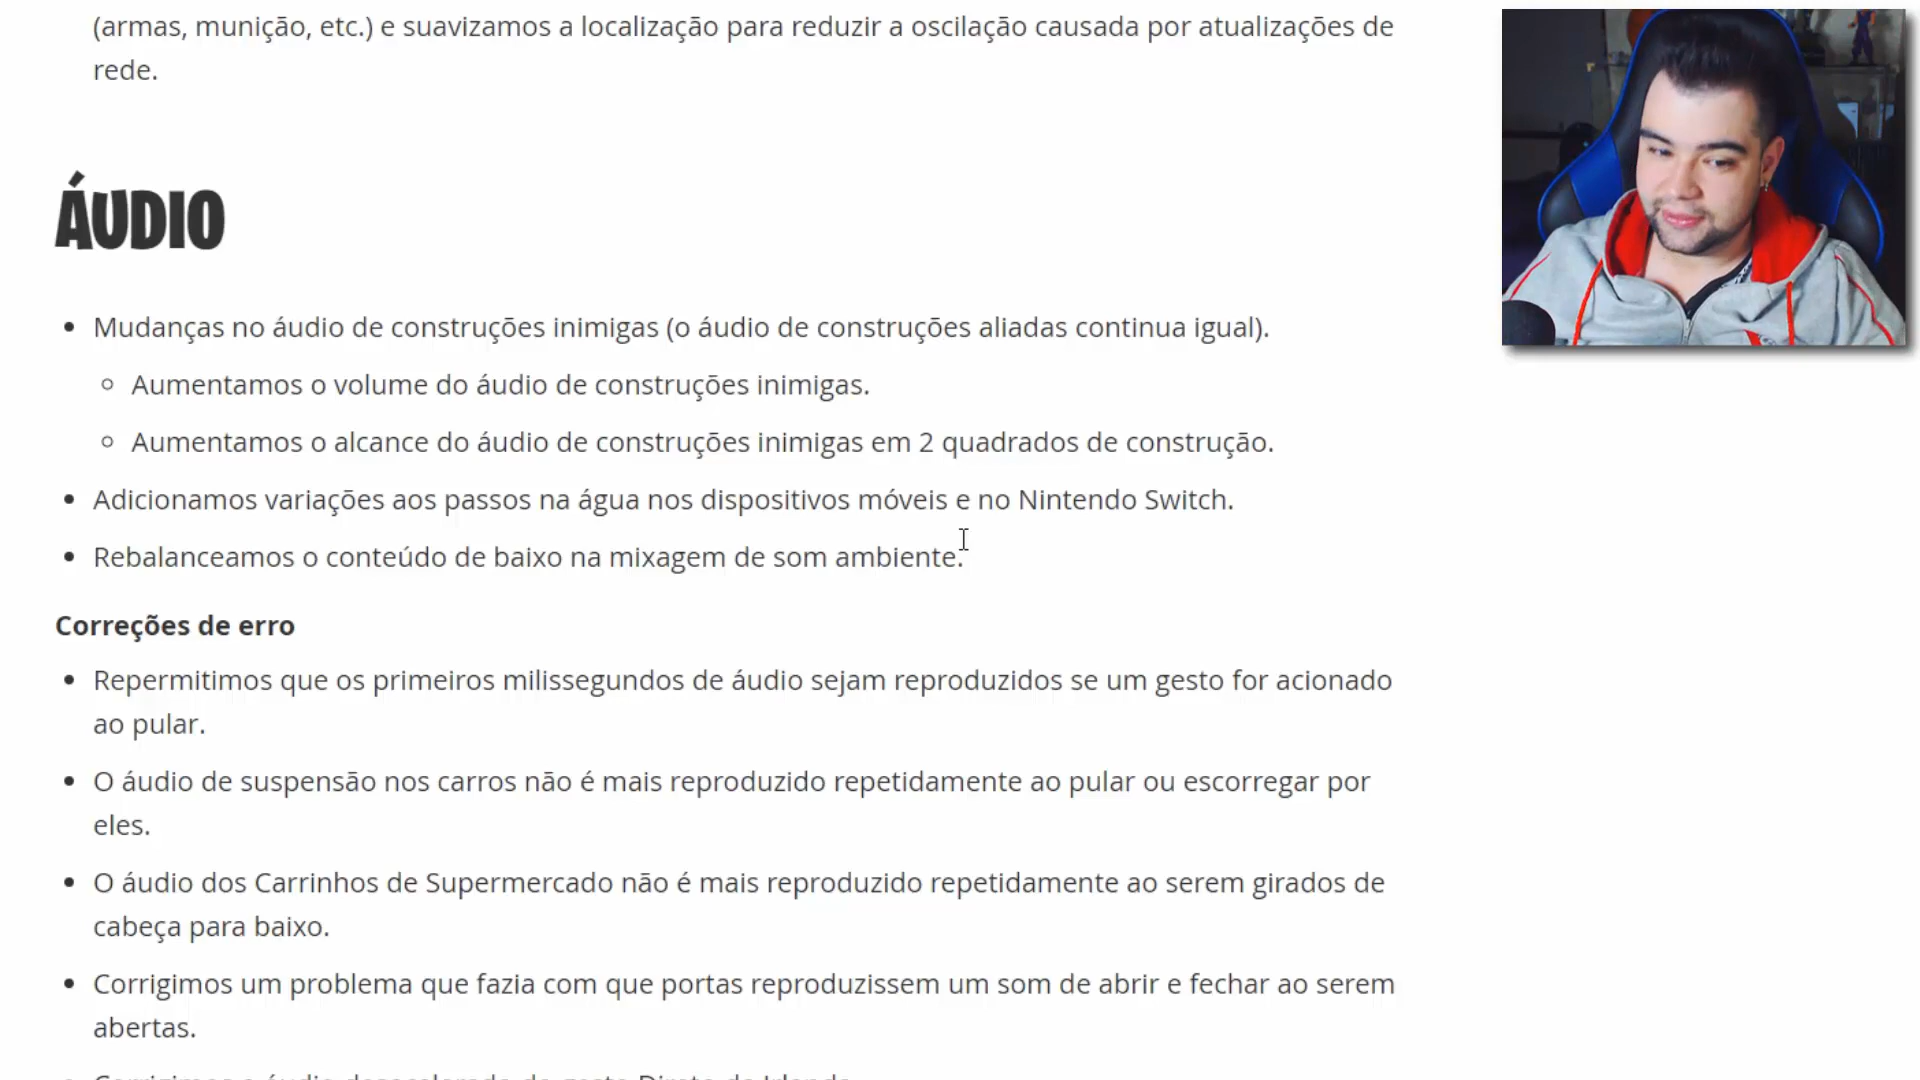 (armas, munição, etc.) e suavizamos a localização para reduzir a oscilação causada por atualizações de
rede.
ÁUDIO
• Mudanças no áudio de construções inimigas (o áudio de construções aliadas continua igual).
○ Aumentamos o volume do áudio de construções inimigas.
○ Aumentamos o alcance do áudio de construções inimigas em 2 quadrados de construção.
• Adicionamos variações aos passos na água nos dispositivos móveis e no Nintendo Switch.
• Rebalanceamos o conteúdo de baixo na mixagem de som ambiente.
Correções de erro
• Repermitimos que os primeiros milissegundos de áudio sejam reproduzidos se um gesto for acionado
ao pular.
• O áudio de suspensão nos carros não é mais reproduzido repetidamente ao pular ou escorregar por
eles.
• O áudio dos Carrinhos de Supermercado não é mais reproduzido repetidamente ao serem girados de
cabeça para baixo.
• Corrigimos um problema que fazia com que portas reproduzissem um som de abrir e fechar ao serem
abertas.